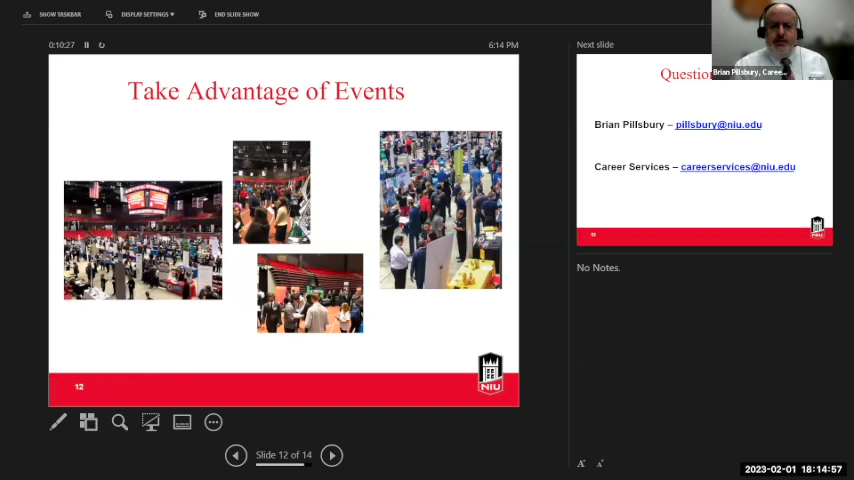 SHOW TASKBAR
DISPLAY SETTINGS
END SLIDE SHOW
0:10:27
6:14 PM
Take Advantage of Events
12
NIU
Slide 12 of 14
Next slide
Brian Pillsbury, Caree...
Question
Brian Pillsbury – pillsbury@niu.edu
Career Services – careerservices@niu.edu
NIU
No Notes.
2023-02-01 18:14:57